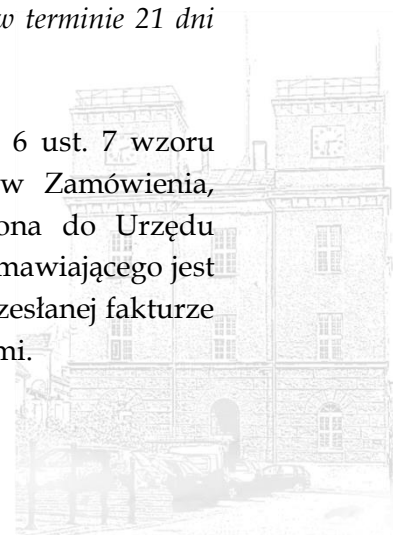 w terminie 21 dni
6 ust. 7 wzoru
w Zamówienia,
ona do Urzędu
mawiającego jest
zesłanej fakturze
mi.